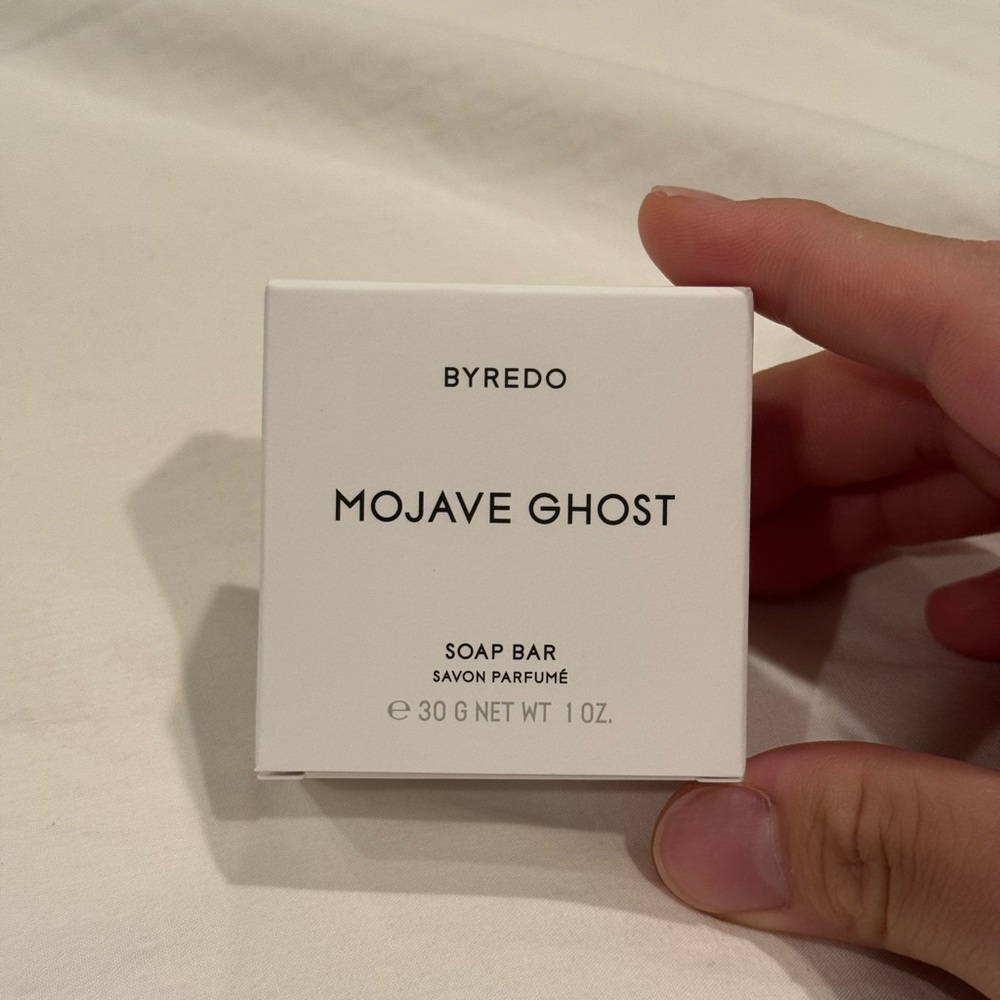 BYREDO
MOJAVE GHOST
SOAP BAR
SAVON PARFUMÉ
℮ 30 G NET WT 1 OZ.